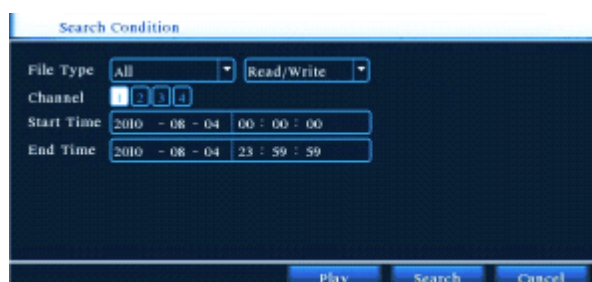 Search Condition
File Type All Read/Write
Channel 1 2 3 4
Start Time 2010 - 08 - 04 00 : 00 : 00
End Time 2010 - 08 - 04 23 : 59 : 59
Play Search Cancel